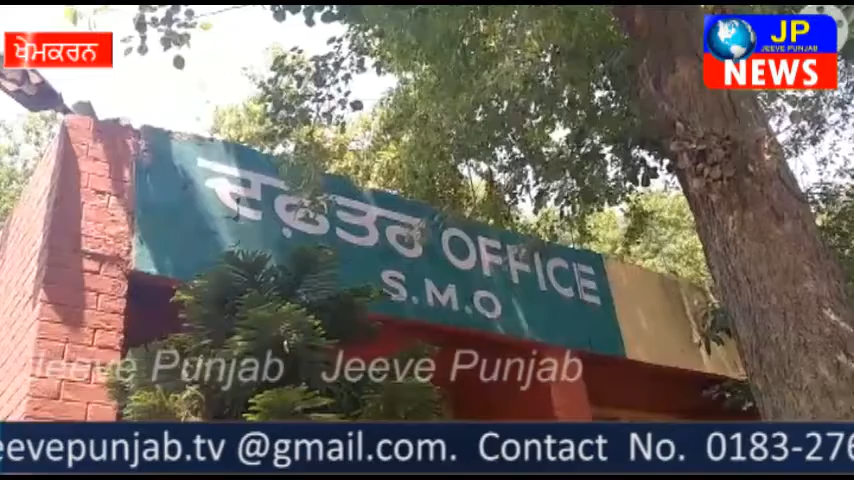 ਖੇਮਕਰਨ
JP
JEEVE PUNJAB
NEWS
ਦਫ਼ਤਰ OFFICE
S.M.O
Jeeve Punjab Jeeve Punjab
eevepunjab.tv @gmail.com. Contact No. 0183-276